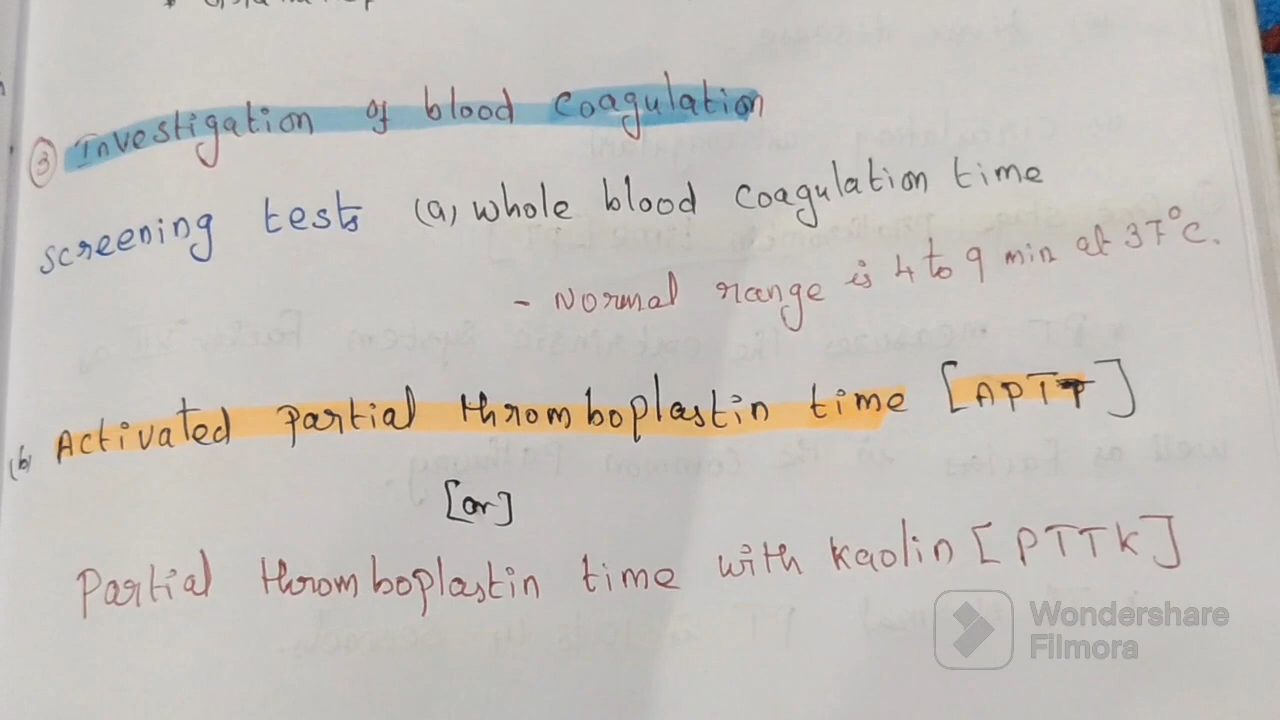 ③ Investigation of blood coagulation
screening tests (a) whole blood coagulation time
- Normal range is 4 to 9 min at 37°c.
(b) Activated Partial thromboplastin time [APTT]
[or]
Partial thromboplastin time with kaolin [PTTK]
Wondershare
Filmora